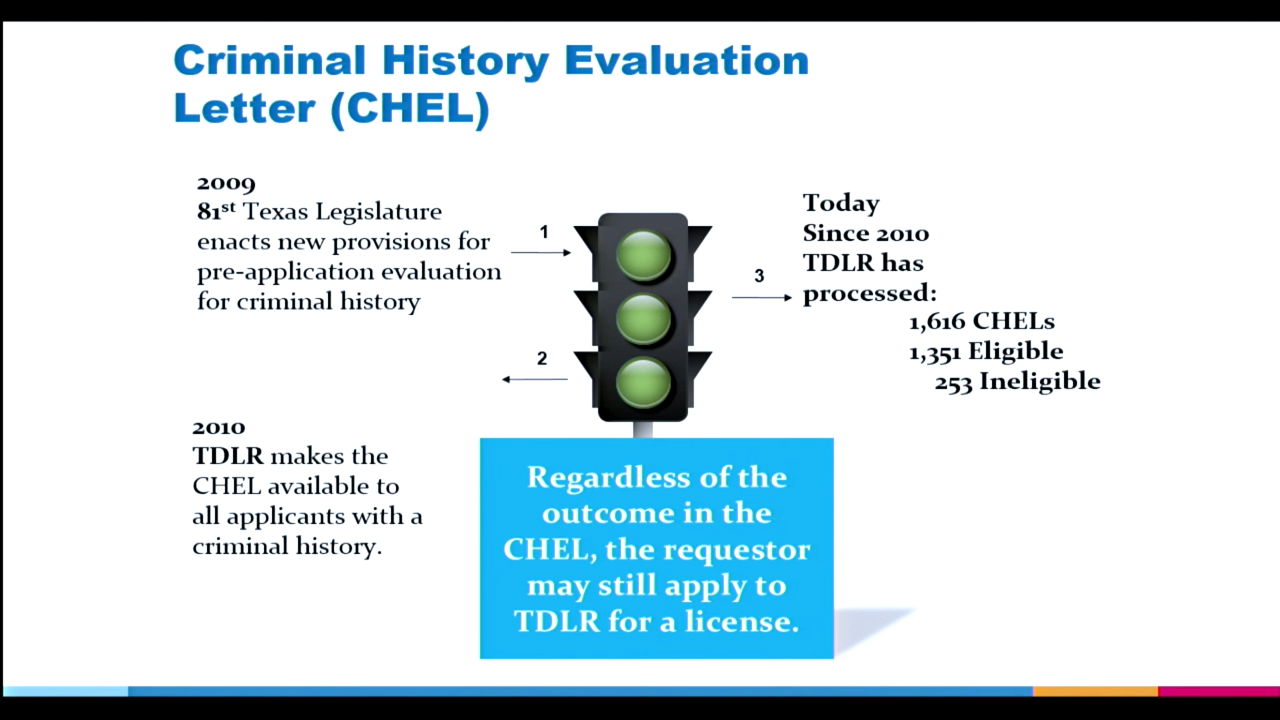 Criminal History Evaluation
Letter (CHEL)
2009
81st Texas Legislature
enacts new provisions for
pre-application evaluation
for criminal history
1
2
2010
TDLR makes the
CHEL available to
all applicants with a
criminal history.
3
Today
Since 2010
TDLR has
processed:
1,616 CHELs
1,351 Eligible
253 Ineligible
Regardless of the
outcome in the
CHEL, the requestor
may still apply to
TDLR for a license.